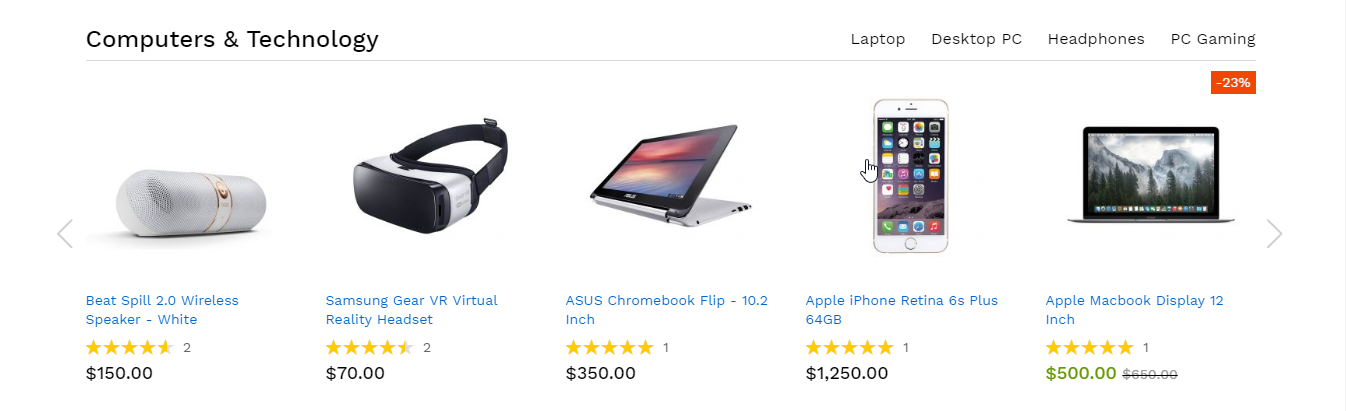 Computers & Technology
Laptop Desktop PC Headphones PC Gaming
-23%
ASUS
Beat Spill 2.0 Wireless
Speaker - White
2
$150.00
Samsung Gear VR Virtual
Reality Headset
2
$70.00
ASUS Chromebook Flip - 10.2
Inch
1
$350.00
Apple iPhone Retina 6s Plus
64GB
1
$1,250.00
Apple Macbook Display 12
Inch
1
$500.00 $650.00